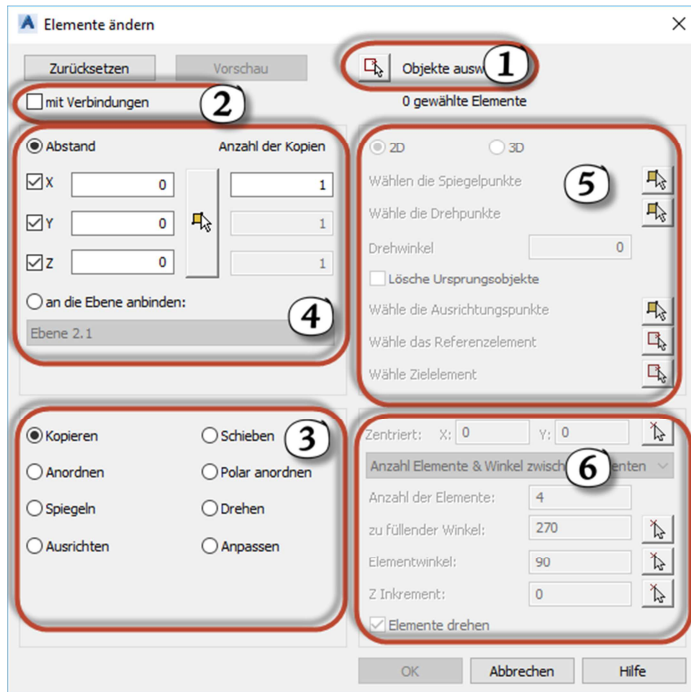 Elemente ändern
Zurücksetzen Vorschau
Objekte 1
mit Verbindungen 2
0 gewählte Elemente
Abstand Anzahl der Kopien
X 0 1
Y 0 1
Z 0 1
an die Ebene anbinden:
Ebene 2.1
4
2D 3D
Wählen die Spiegelpunkte 5
Wähle die Drehpunkte
Drehwinkel 0
Lösche Ursprungsobjekte
Wähle die Ausrichtungspunkte
Wähle das Referenzelement
Wähle Zielelement
Kopieren Schieben 3
Anordnen Polar anordnen
Spiegeln Drehen
Ausrichten Anpassen
Zentriert: X: 0 Y: 0
Anzahl Elemente & Winkel 6
Anzahl der Elemente: 4
zu füllender Winkel: 270
Elementwinkel: 90
Z Inkrement: 0
Elemente drehen
OK Abbrechen Hilfe